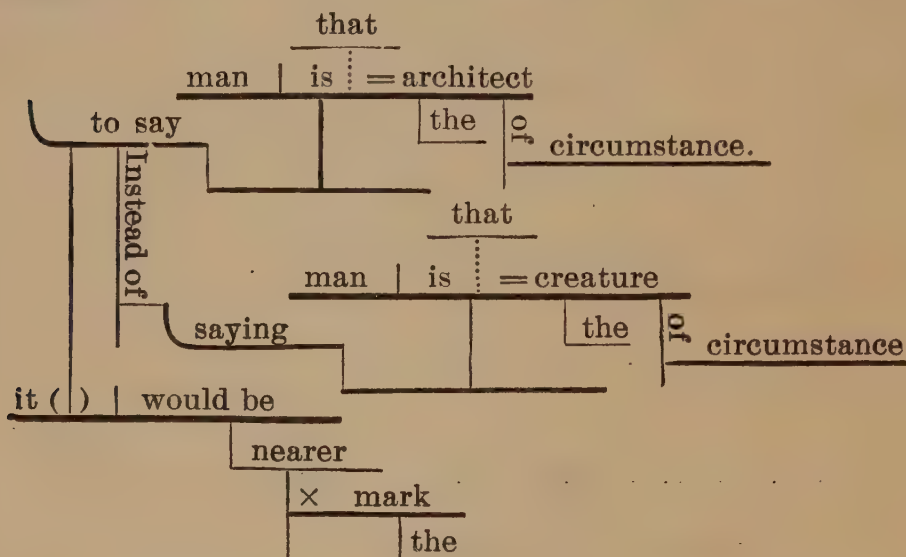 that
man is = architect
to say the of circumstance.
Instead of
that
man is = creature
saying the of circumstance
it ( ) would be
nearer
× mark
the